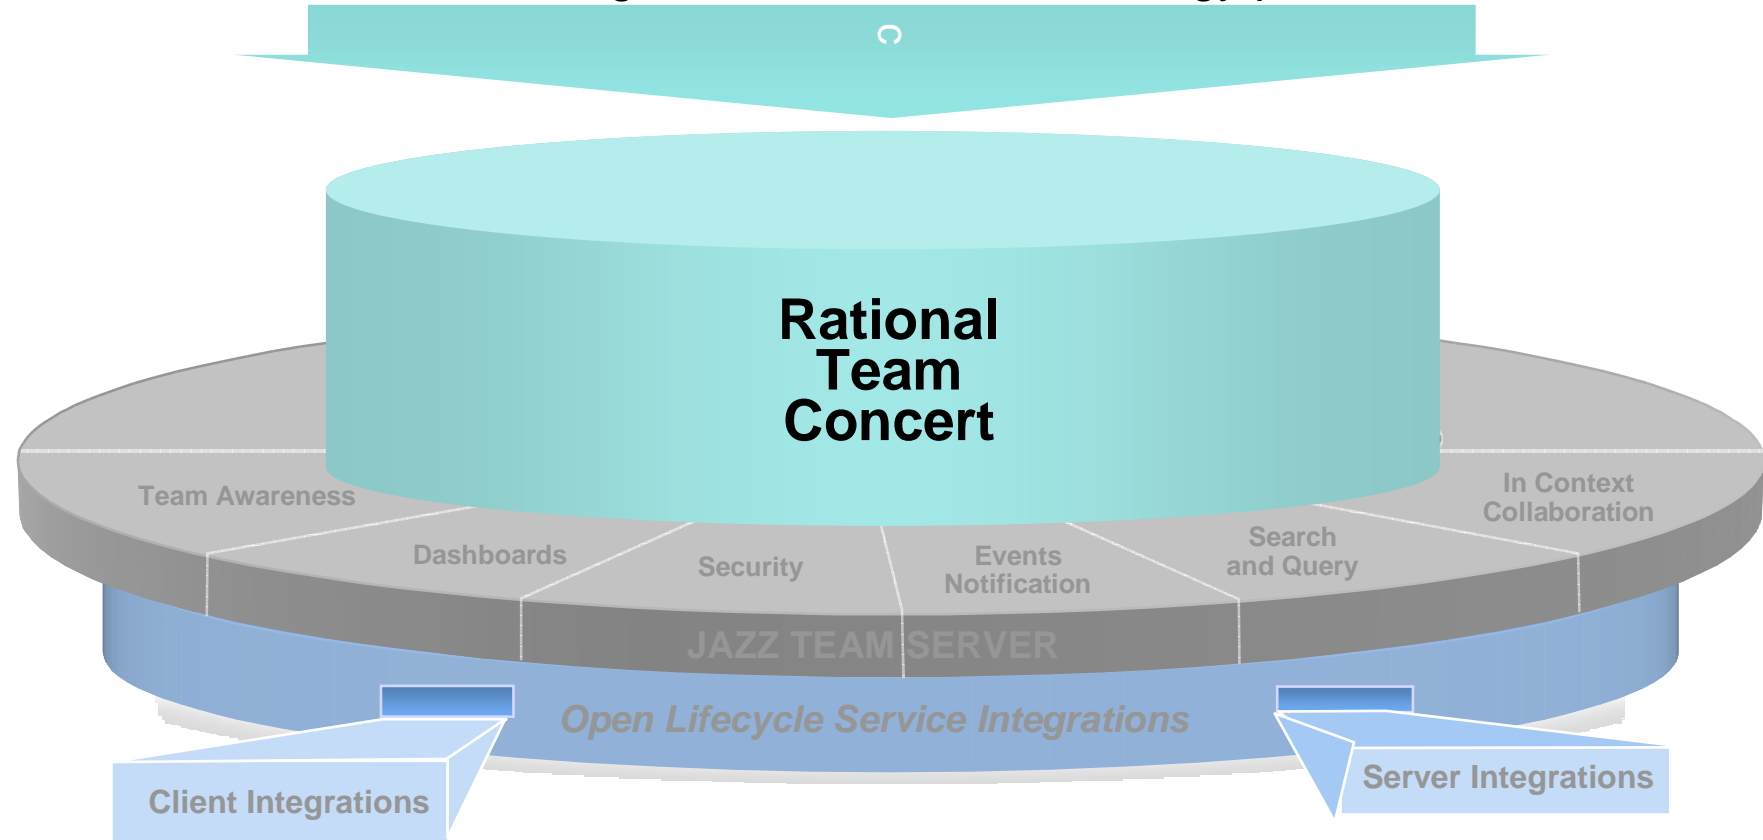 C
Rational
Team
Concert
Team Awareness
Dashboards
Security
Events
Notification
Search
and Query
In Context
Collaboration
JAZZ TEAM SERVER
Open Lifecycle Service Integrations
Client Integrations
Server Integrations